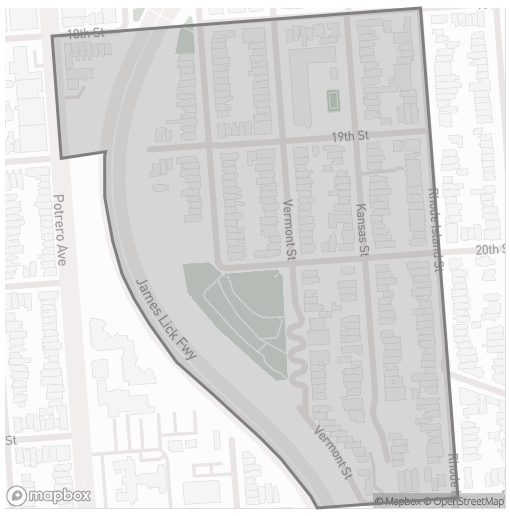 18th St
19th St
Potrero Ave
Vermont St
Kansas St
Rhode Island St
20th S
James Lick Fwy
St
Vermont St
Rhode I
mapbox
© Mapbox © OpenStreetMap